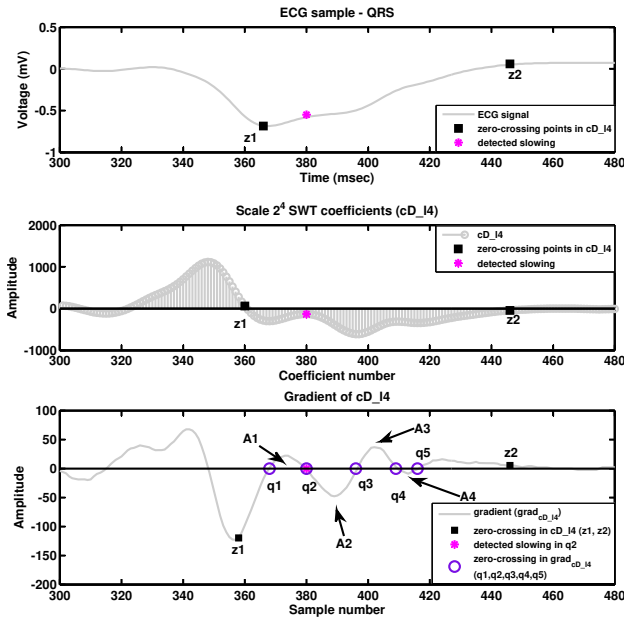 ECG sample - QRS
Voltage (mV)
0.5
0
-0.5
-1
z1
z2
ECG signal
zero-crossing points in cD_l4
detected slowing
300 320 340 360 380 400 420 440 460 480
Time (msec)
Scale 2⁴ SWT coefficients (cD_l4)
Amplitude
2000
1000
0
-1000
z1
z2
cD_l4
zero-crossing points in cD_l4
detected slowing
300 320 340 360 380 400 420 440 460 480
Coefficient number
Gradient of cD_l4
Amplitude
100
50
0
-50
-100
-150
-200
A1
A3
z2
q5
q1 q2 q3
q4
A4
A2
z1
gradient (grad_cD_l4)
zero-crossing in cD_l4 (z1, z2)
detected slowing in q2
zero-crossing in grad_cD_l4
(q1,q2,q3,q4,q5)
300 320 340 360 380 400 420 440 460 480
Sample number